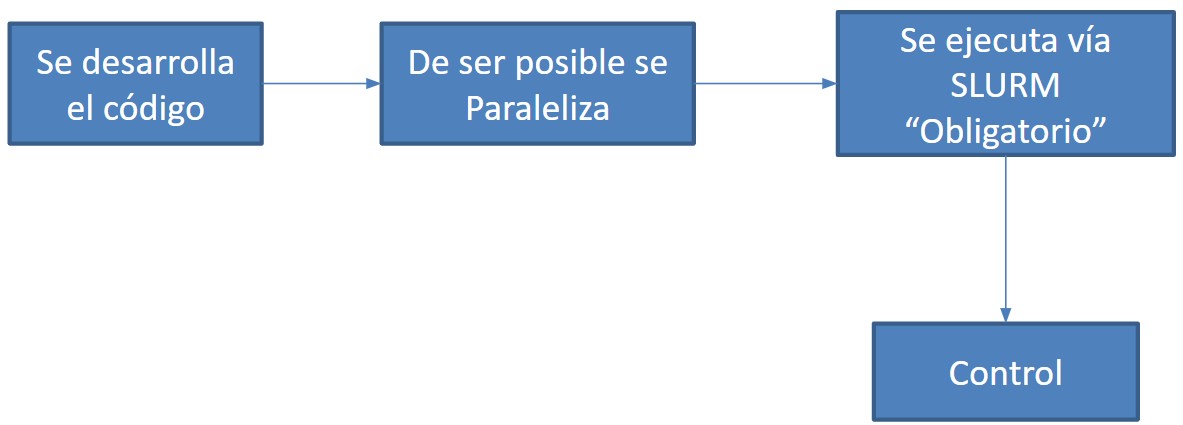 Se desarrolla
el código
De ser posible se
Paraleliza
Se ejecuta vía
SLURM
“Obligatorio”
Control